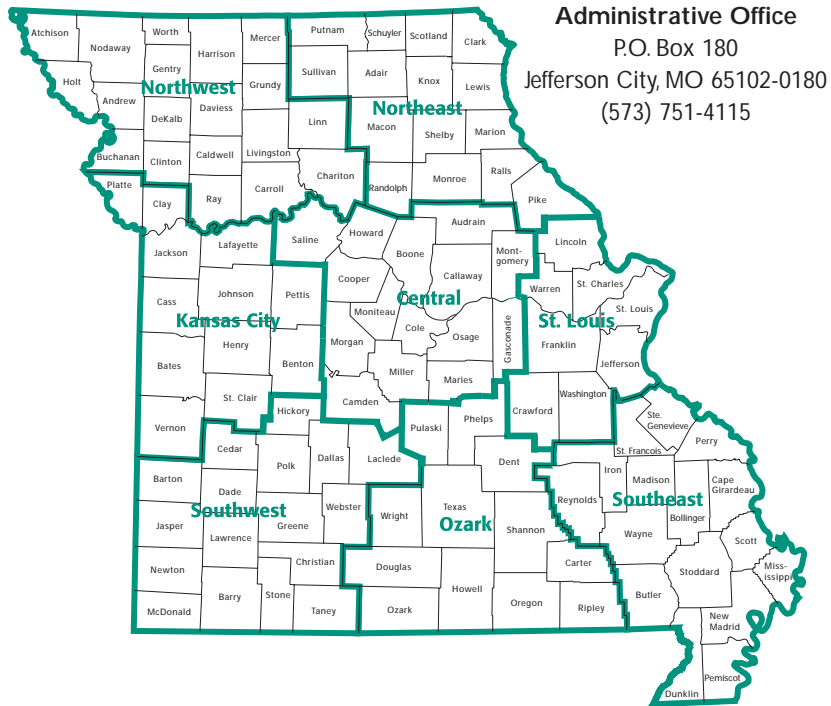 Administrative Office
P.O. Box 180
Jefferson City, MO 65102-0180
(573) 751-4115
Atchison
Nodaway
Worth
Harrison
Mercer
Putnam
Schuyler
Scotland
Clark
Holt
Gentry
Northwest
Grundy
Sullivan
Adair
Knox
Lewis
Andrew
DeKalb
Daviess
Linn
Northeast
Macon
Shelby
Marion
Buchanan
Clinton
Caldwell
Livingston
Chariton
Randolph
Monroe
Ralls
Pike
Platte
Clay
Ray
Carroll
Saline
Howard
Boone
Audrain
Mont-
gomery
Lincoln
Jackson
Lafayette
Cooper
Callaway
Central
Warren
St. Charles
St. Louis
Cass
Johnson
Pettis
Kansas City
Moniteau
Cole
Osage
Gasconade
St. Louis
Franklin
Jefferson
Bates
Henry
Benton
Morgan
Miller
Maries
Camden
St. Clair
Hickory
Vernon
Pulaski
Phelps
Crawford
Washington
Ste.
Genevieve
Perry
St. Francois
Cedar
Polk
Dallas
Laclede
Dent
Iron
Madison
Cape
Girardeau
Barton
Dade
Southwest
Webster
Wright
Texas
Ozark
Shannon
Reynolds
Southeast
Bollinger
Jasper
Lawrence
Greene
Christian
Wayne
Scott
Miss-
issippi
Newton
Douglas
Carter
Stoddard
McDonald
Barry
Stone
Taney
Ozark
Howell
Oregon
Ripley
Butler
New
Madrid
Pemiscot
Dunklin